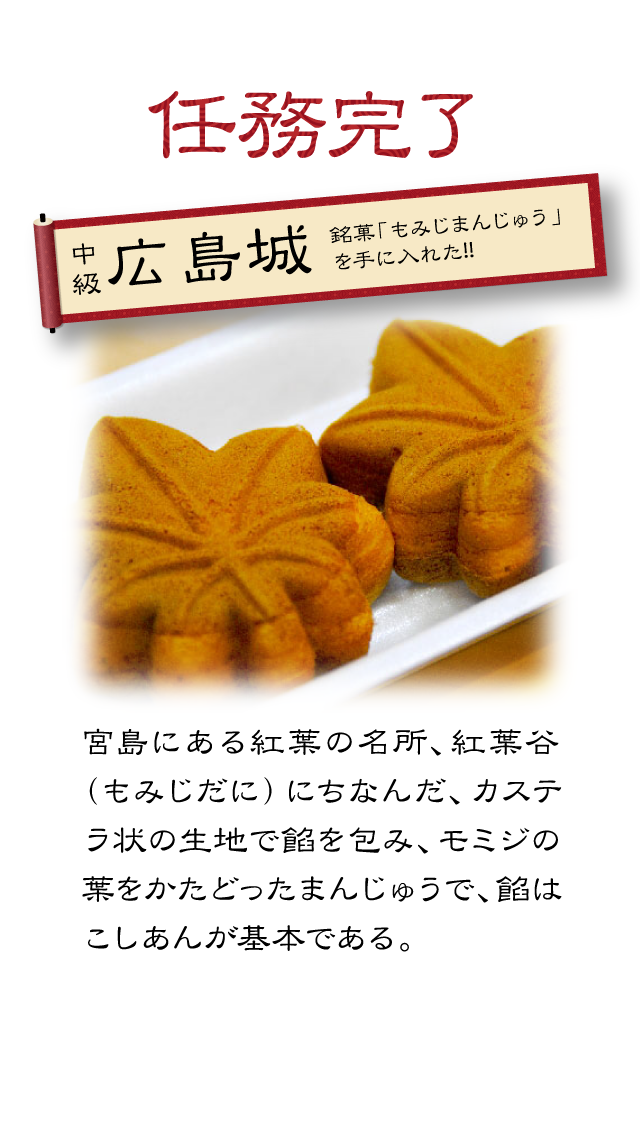 任務完了
中級 広島城
銘菓「もみじまんじゅう」
を手に入れた!!
宮島にある紅葉の名所、紅葉谷
(もみじだに)にちなんだ、カステ
ラ状の生地で餡を包み、モミジの
葉をかたどったまんじゅうで、餡は
こしあんが基本である。